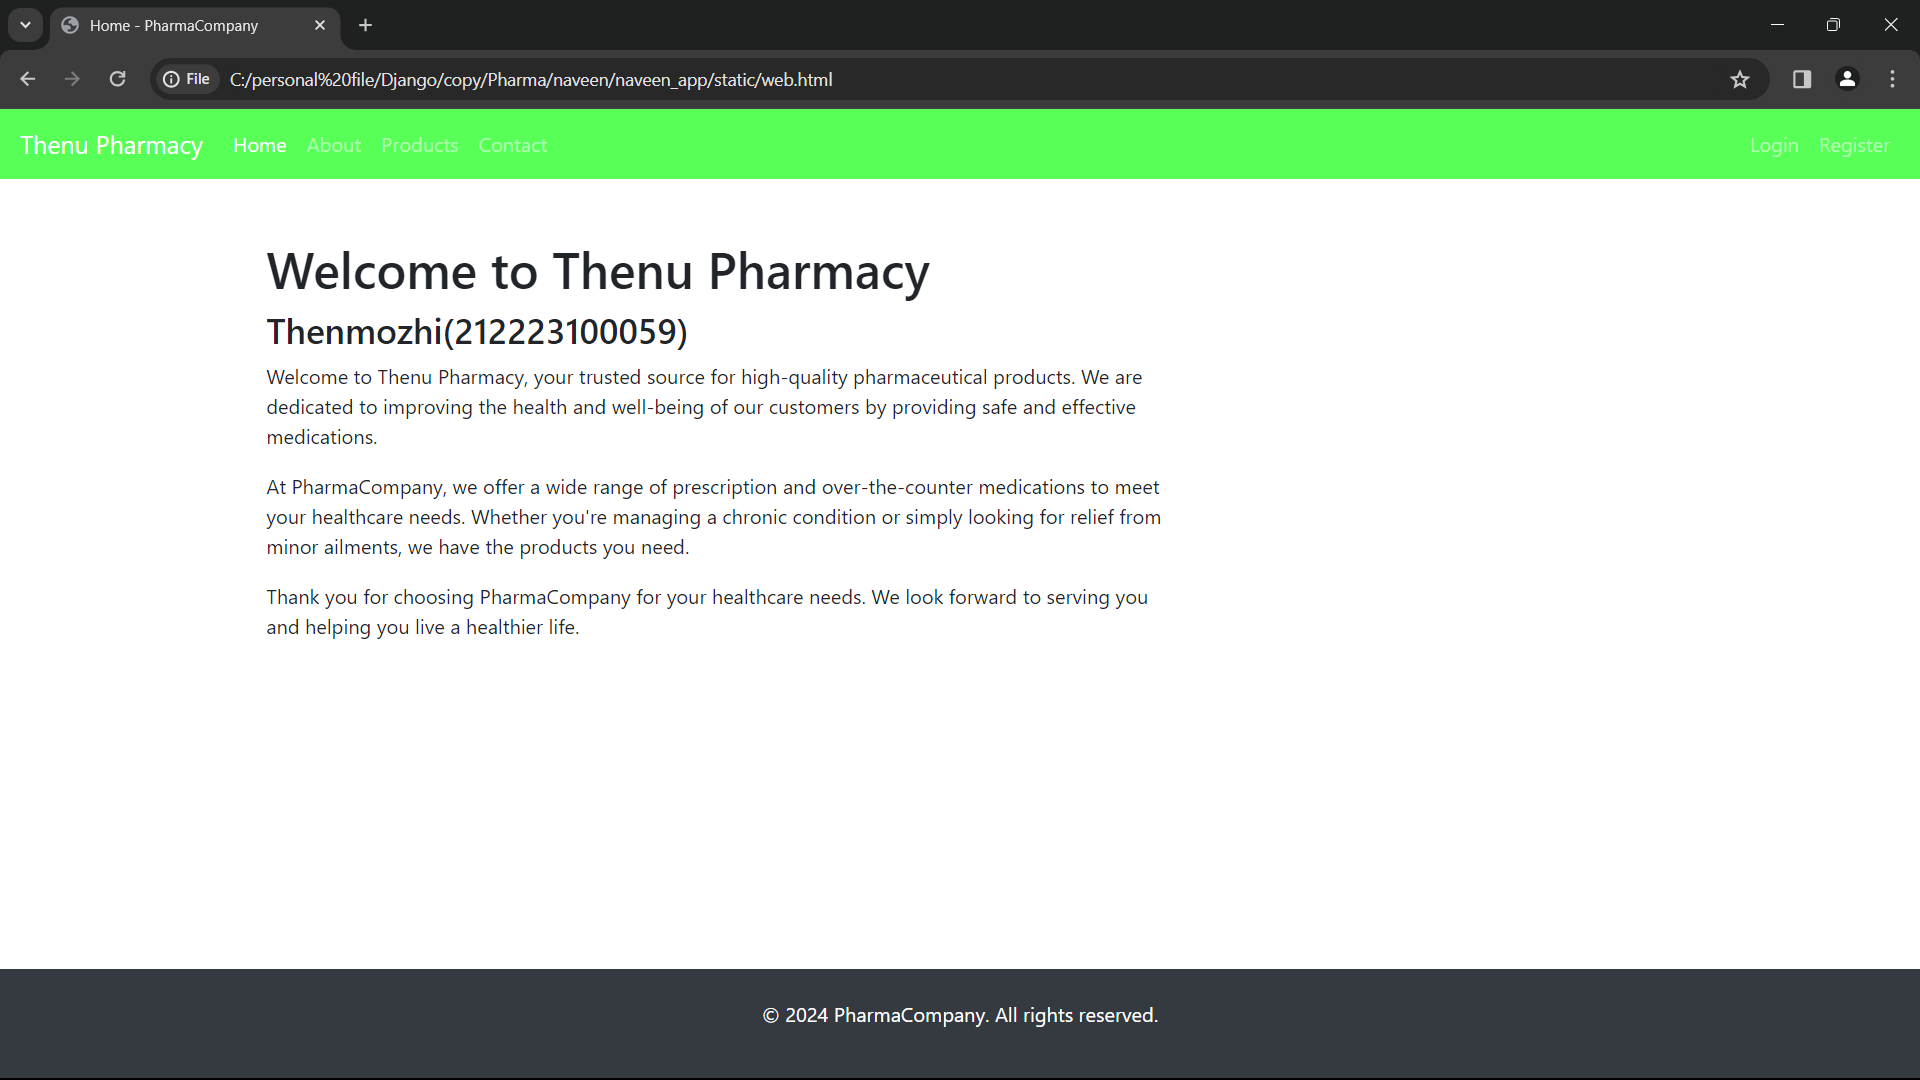 Home - PharmaCompany
File C:/personal%20file/Django/copy/Pharma/naveen/naveen_app/static/web.html
Thenu Pharmacy Home About Products Contact Login Register
Welcome to Thenu Pharmacy
Thenmozhi(212223100059)
Welcome to Thenu Pharmacy, your trusted source for high-quality pharmaceutical products. We are
dedicated to improving the health and well-being of our customers by providing safe and effective
medications.
At PharmaCompany, we offer a wide range of prescription and over-the-counter medications to meet
your healthcare needs. Whether you're managing a chronic condition or simply looking for relief from
minor ailments, we have the products you need.
Thank you for choosing PharmaCompany for your healthcare needs. We look forward to serving you
and helping you live a healthier life.
© 2024 PharmaCompany. All rights reserved.